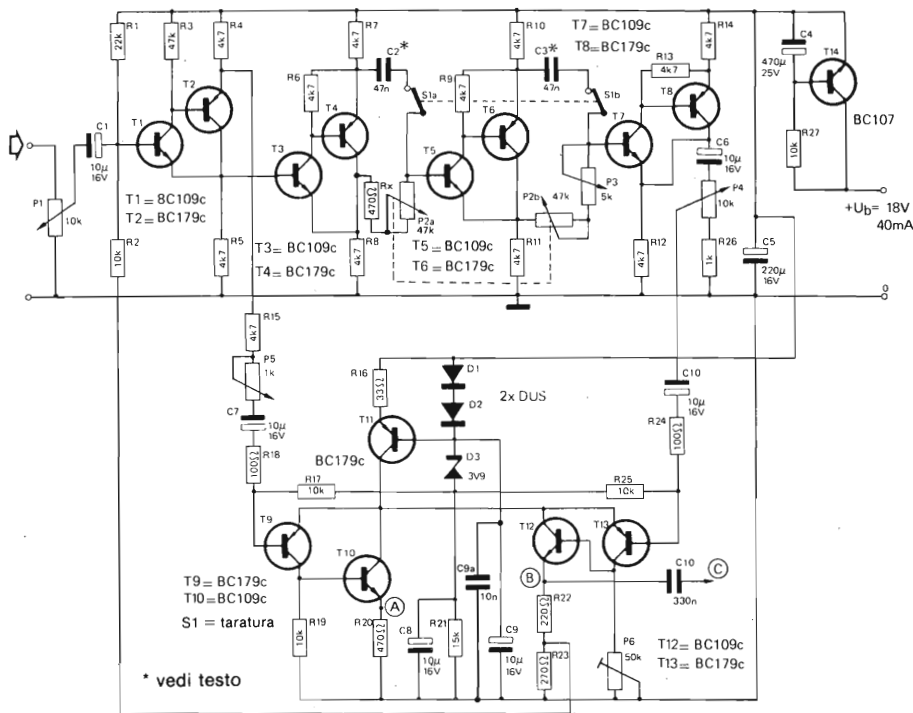 R1
22k
R3
47k
R4
4k7
R7
4k7
C2*
47n
R10
4k7
C3*
47n
T7=BC109c
T8=BC179c
R14
4k7
R13
4k7
C4
470µ
25V
T14
BC107
R27
10k
+Ub= 18V
40mA
0
C1
10µ
16V
T1
T2
T1 = 8C109c
T2 = BC179c
P1
10k
R2
10k
R5
4k7
R6
4k7
T3
T4
T3 = BC109c
T4 = BC179c
Rx
470Ω
R8
4k7
S1a
P2a
47k
R9
4k7
T5
T6
T5 = BC109c
T6 = BC179c
R11
4k7
P2b
47k
S1b
P3
5k
T7
T8
R12
4k7
C6
10µ
16V
P4
10k
R26
1k
C5
220µ
16V
R15
4k7
P5
1k
C7
10µ
16V
R18
100Ω
R16
33Ω
T11
BC179c
D1
D2
2x DUS
D3
3V9
C10
10µ
16V
R24
100Ω
R17
10k
R25
10k
T9
T10
T9 = BC179c
T10 = BC109c
S1 = taratura
R19
10k
A
R20
470Ω
C8
10µ
16V
R21
15k
C9a
10n
C9
10µ
16V
T12
T13
B
R22
220Ω
R23
270Ω
C10
330n
C
P6
50k
T12 = BC109c
T13 = BC179c
* vedi testo